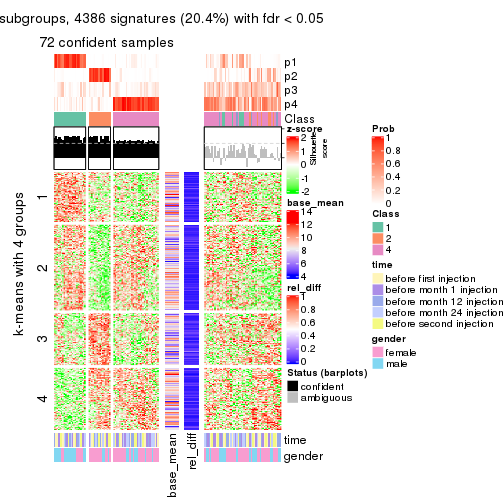 subgroups, 4386 signatures (20.4%) with fdr < 0.05
72 confident samples
p1
p2
p3
p4
Class
z-score
2
1
0
-1
-2
Silhouette
score
base_mean
14
12
10
8
6
4
rel_diff
1
0.8
0.6
0.4
0.2
0
Status (barplots)
confident
ambiguous
Prob
1
0.8
0.6
0.4
0.2
0
Class
1
2
4
time
before first injection
before month 1 injection
before month 12 injection
before month 24 injection
before second injection
gender
female
male
k-means with 4 groups
1
2
3
4
time
gender
base_mean
rel_diff